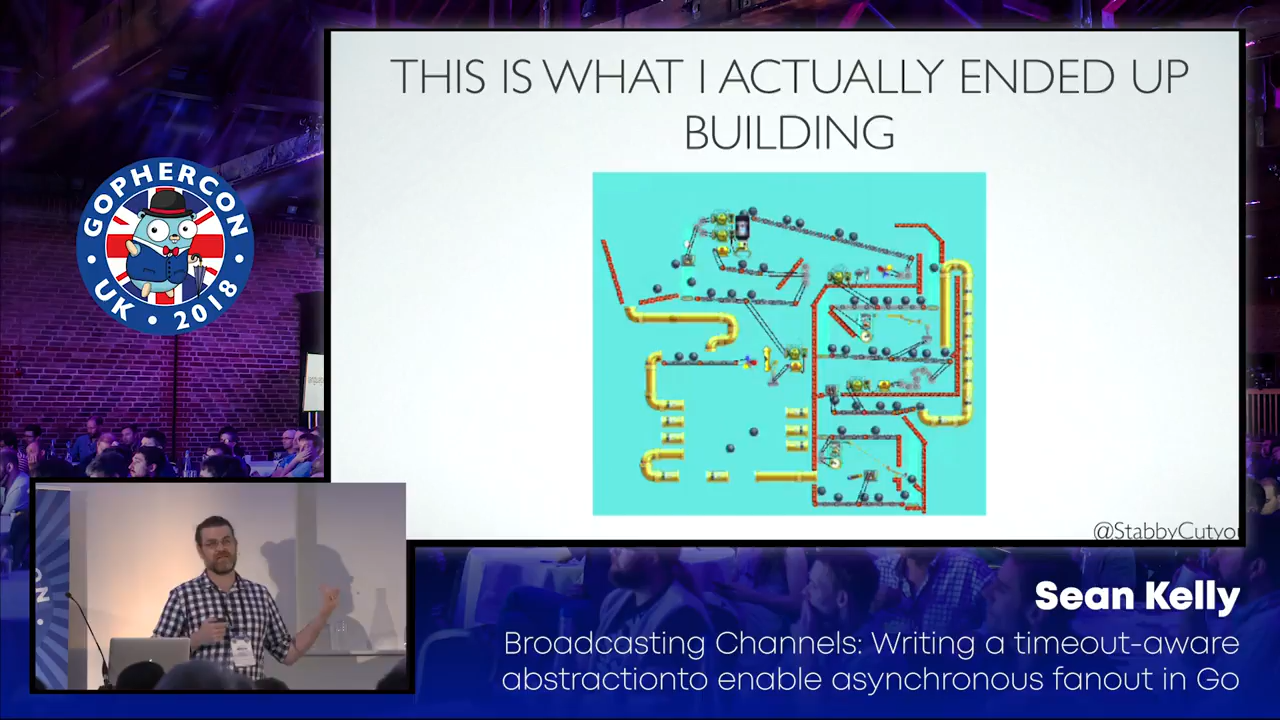 THIS IS WHAT I ACTUALLY ENDED UP
BUILDING
GOPHERCON
UK • 2018
@StabbyCutyo
Sean Kelly
Broadcasting Channels: Writing a timeout-aware
abstractionto enable asynchronous fanout in Go